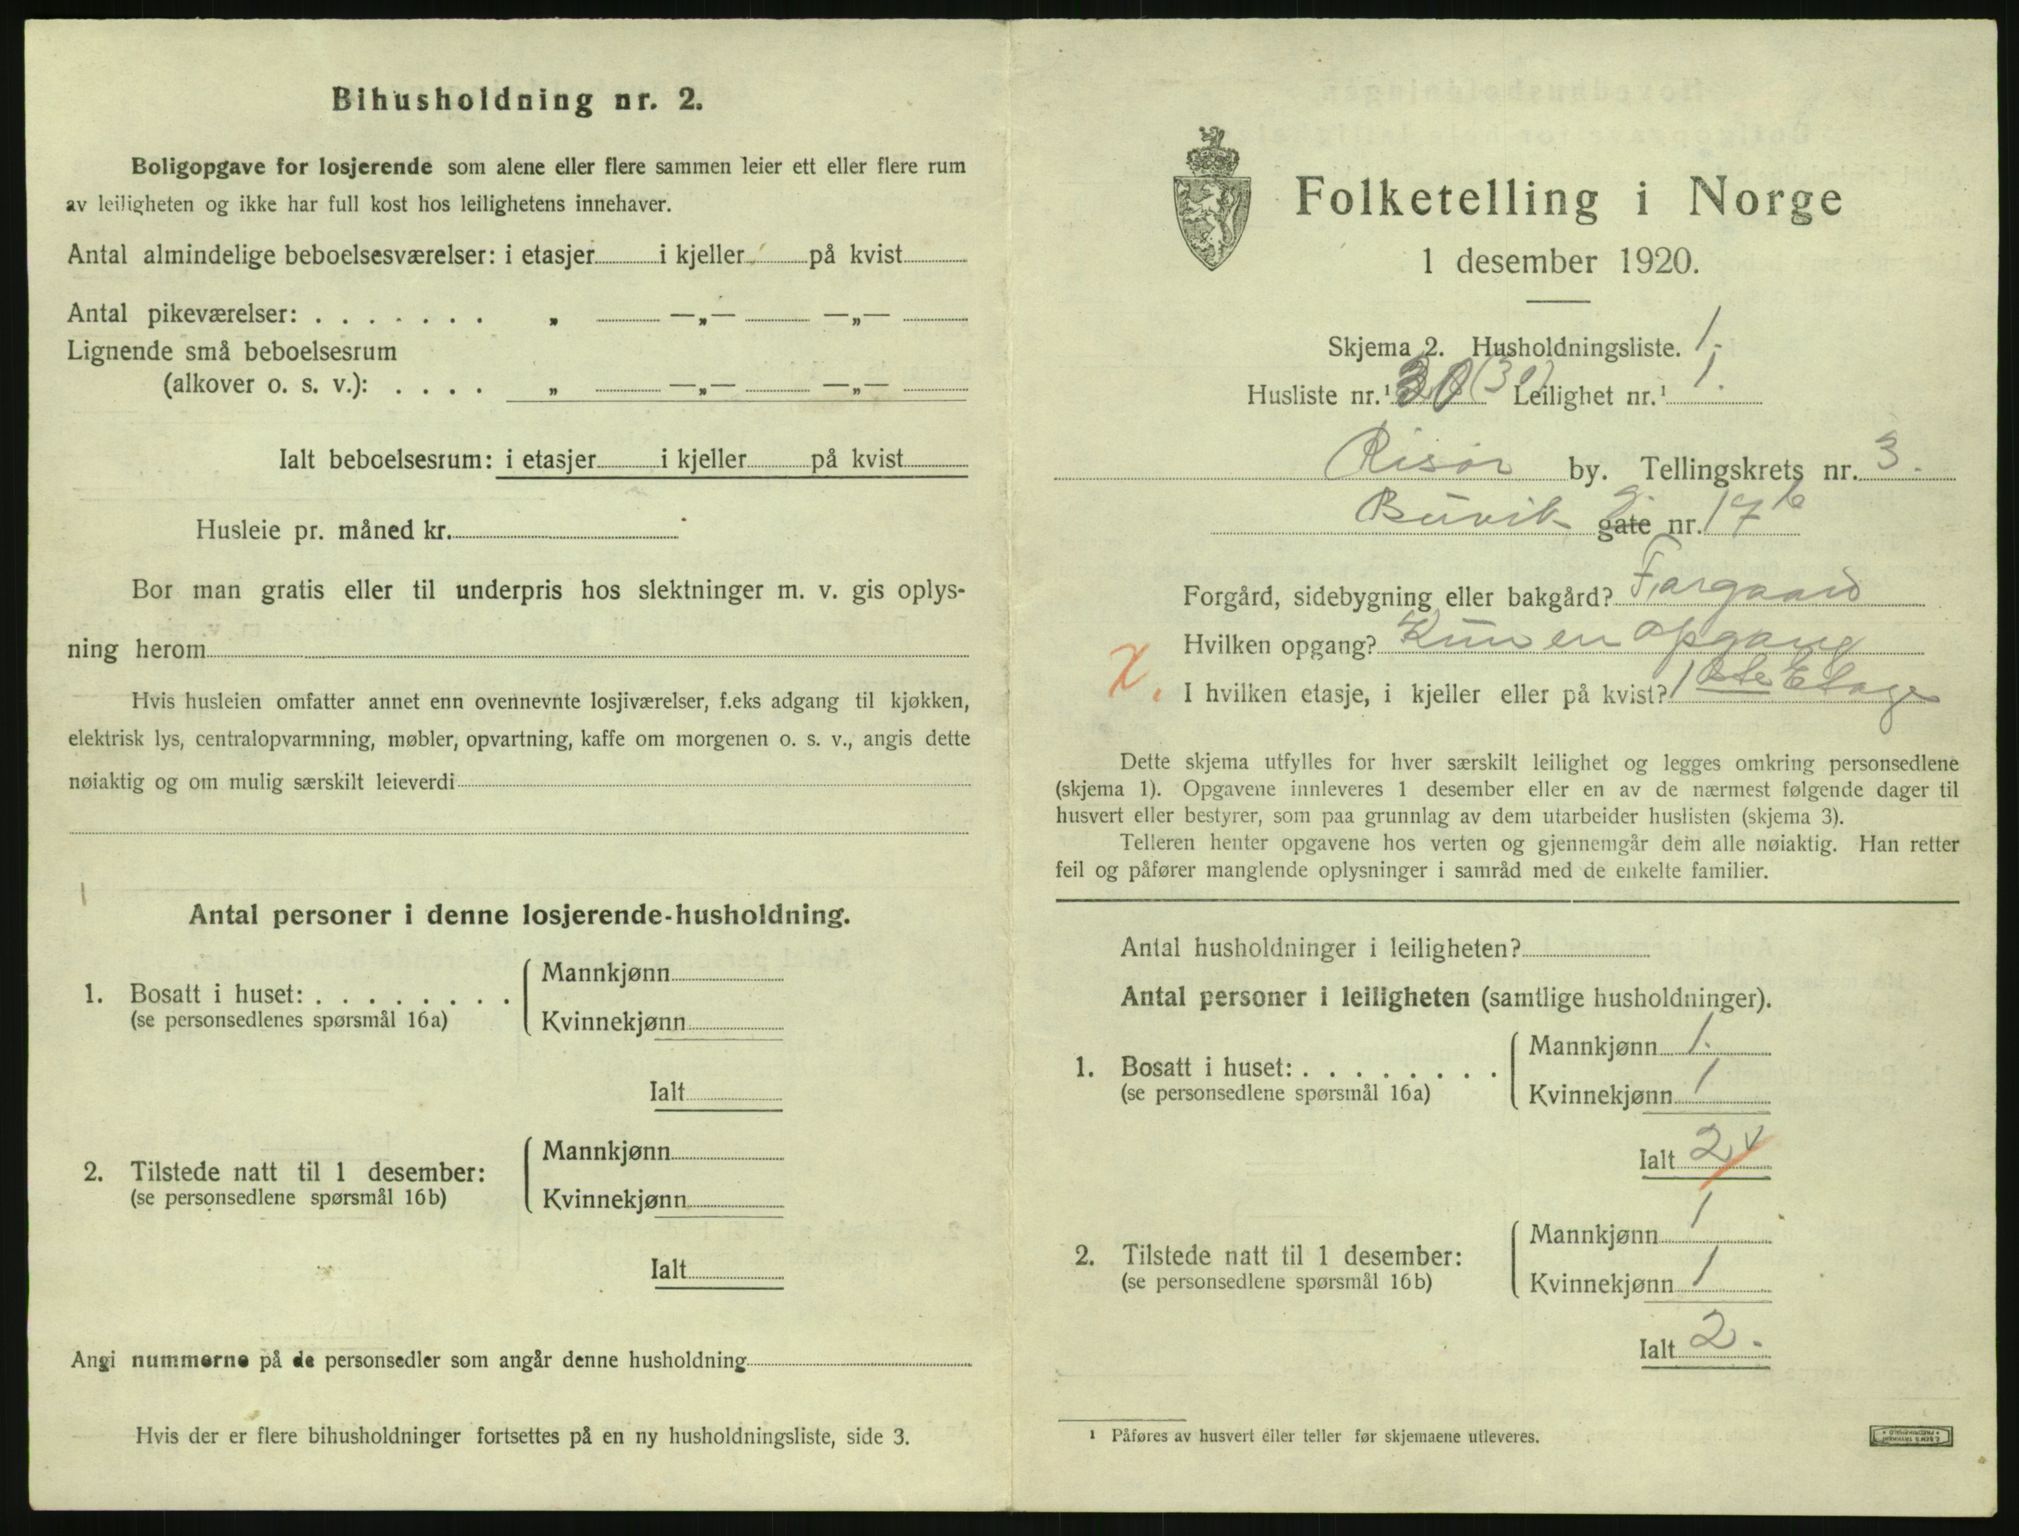 Bihusholdning nr. 2.
Boligopgave for losjerende som alene eller flere sammen leier ett eller flere rum
av leiligheten og ikke har full kost hos leilighetens innehaver.
Antal almindelige beboelsesværelser: i etasjer i kjeller på kvist
Antal pikeværelser: . . . . . . . „ —„— —„—
Lignende små beboelsesrum
(alkover o. s. v.): . . . . „ —„— —„—
Ialt beboelsesrum: i etasjer i kjeller på kvist
Husleie pr. måned kr.
Bor man gratis eller til underpris hos slektninger m. v. gis oplys-
ning herom
Hvis husleien omfatter annet enn ovennevnte losjiværelser, f.eks adgang til kjøkken,
elektrisk lys, centralopvarmning, møbler, opvartning, kaffe om morgenen o. s. v., angis dette
nøiaktig og om mulig særskilt leieverdi
Antal personer i denne losjerende-husholdning.
1. Bosatt i huset: . . . . . . . .
(se personsedlenes spørsmål 16a)
Mannkjønn
Kvinnekjønn
Ialt
2. Tilstede natt til 1 desember:
(se personsedlene spørsmål 16b)
Mannkjønn
Kvinnekjønn
Ialt
Angi nummerne på de personsedler som angår denne husholdning
Hvis der er flere bihusholdninger fortsettes på en ny husholdningsliste, side 3.
Folketelling i Norge
1 desember 1920.
Skjema 2. Husholdningsliste. 1.
Husliste nr.¹ 30 (30) Leilighet nr.¹ 1.
Risør by. Tellingskrets nr. 3.
Buvik g. gate nr. 17 b
Forgård, sidebygning eller bakgård? Forgaard
Hvilken opgang? Kun en opgang
X. I hvilken etasje, i kjeller eller på kvist? 1ste Etage
Dette skjema utfylles for hver særskilt leilighet og legges omkring personsedlene
(skjema 1). Opgavene innleveres 1 desember eller en av de nærmest følgende dager til
husvert eller bestyrer, som paa grunnlag av dem utarbeider huslisten (skjema 3).
Telleren henter opgavene hos verten og gjennemgår dem alle nøiaktig. Han retter
feil og påfører manglende oplysninger i samråd med de enkelte familier.
Antal husholdninger i leiligheten?
Antal personer i leiligheten (samtlige husholdninger).
1. Bosatt i huset: . . . . . . . .
(se personsedlene spørsmål 16a)
Mannkjønn 1.
Kvinnekjønn 1
Ialt 2
2. Tilstede natt til 1 desember:
(se personsedlene spørsmål 16b)
Mannkjønn 1
Kvinnekjønn 1
Ialt 2.
¹ Påføres av husvert eller teller før skjemaene utleveres.